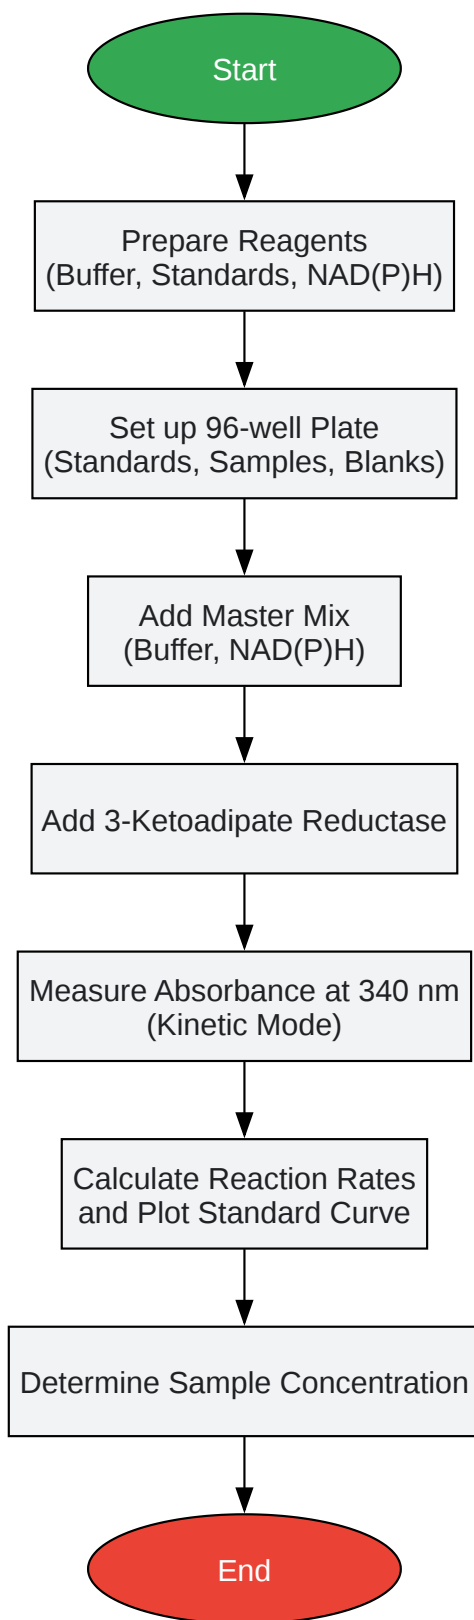 Start
Prepare Reagents
(Buffer, Standards, NAD(P)H)
Set up 96-well Plate
(Standards, Samples, Blanks)
Add Master Mix
(Buffer, NAD(P)H)
Add 3-Ketoadipate Reductase
Measure Absorbance at 340 nm
(Kinetic Mode)
Calculate Reaction Rates
and Plot Standard Curve
Determine Sample Concentration
End